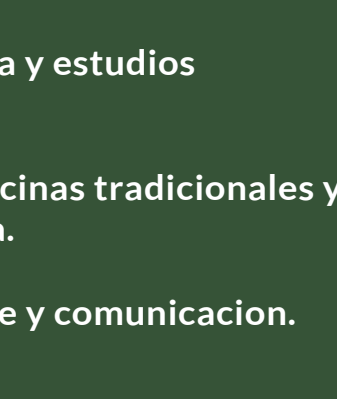 a y estudios
cinas tradicionales y
.
e y comunicacion.